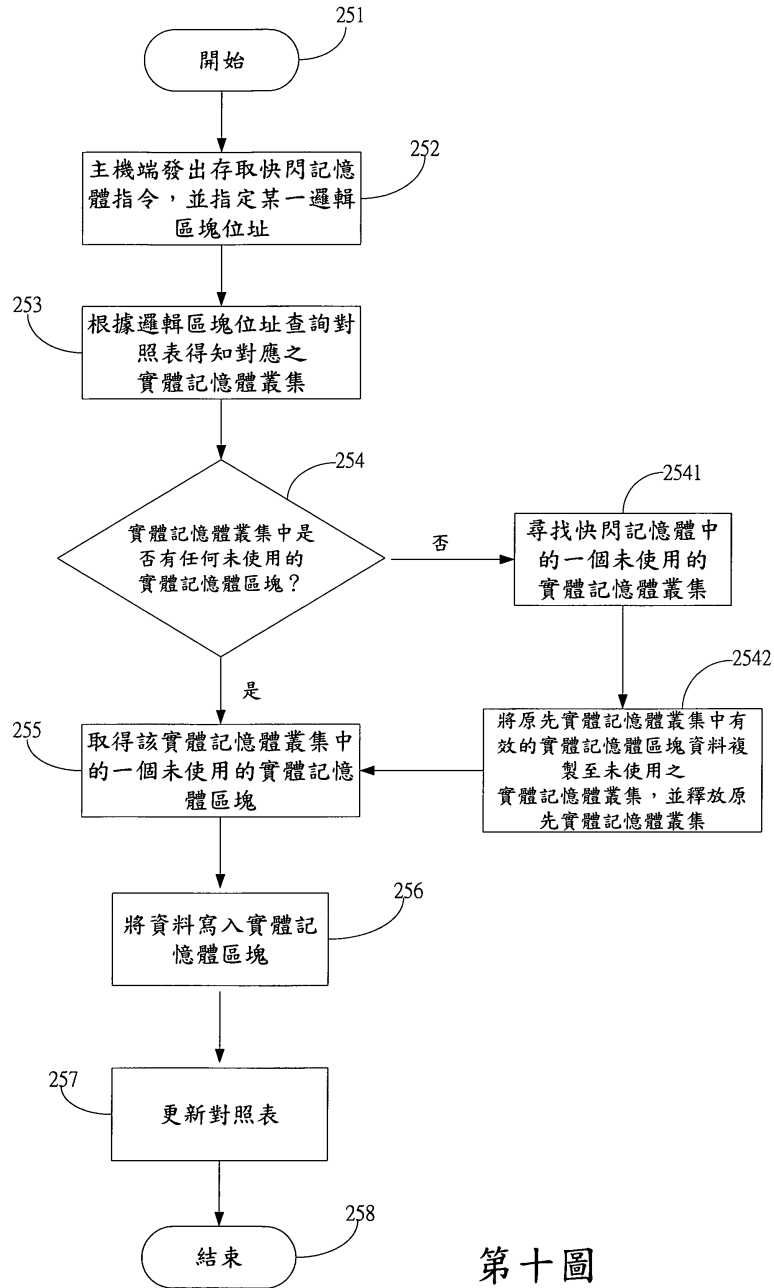 251
開始
252
主機端發出存取快閃記憶
體指令，並指定某一邏輯
區塊位址
253
根據邏輯區塊位址查詢對
照表得知對應之
實體記憶體叢集
254
實體記憶體叢集中是
否有任何未使用的
實體記憶體區塊？
否
2541
尋找快閃記憶體中
的一個未使用的
實體記憶體叢集
2542
將原先實體記憶體叢集中有
效的實體記憶體區塊資料複
製至未使用之
實體記憶體叢集，並釋放原
先實體記憶體叢集
是
255
取得該實體記憶體叢集中
的一個未使用的實體記憶
體區塊
256
將資料寫入實體記
憶體區塊
257
更新對照表
258
結束
第十圖